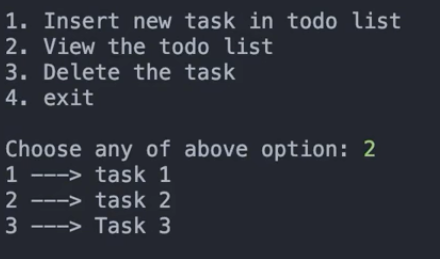 1. Insert new task in todo list
2. View the todo list
3. Delete the task
4. exit
Choose any of above option: 2
1 ---> task 1
2 ---> task 2
3 ---> Task 3